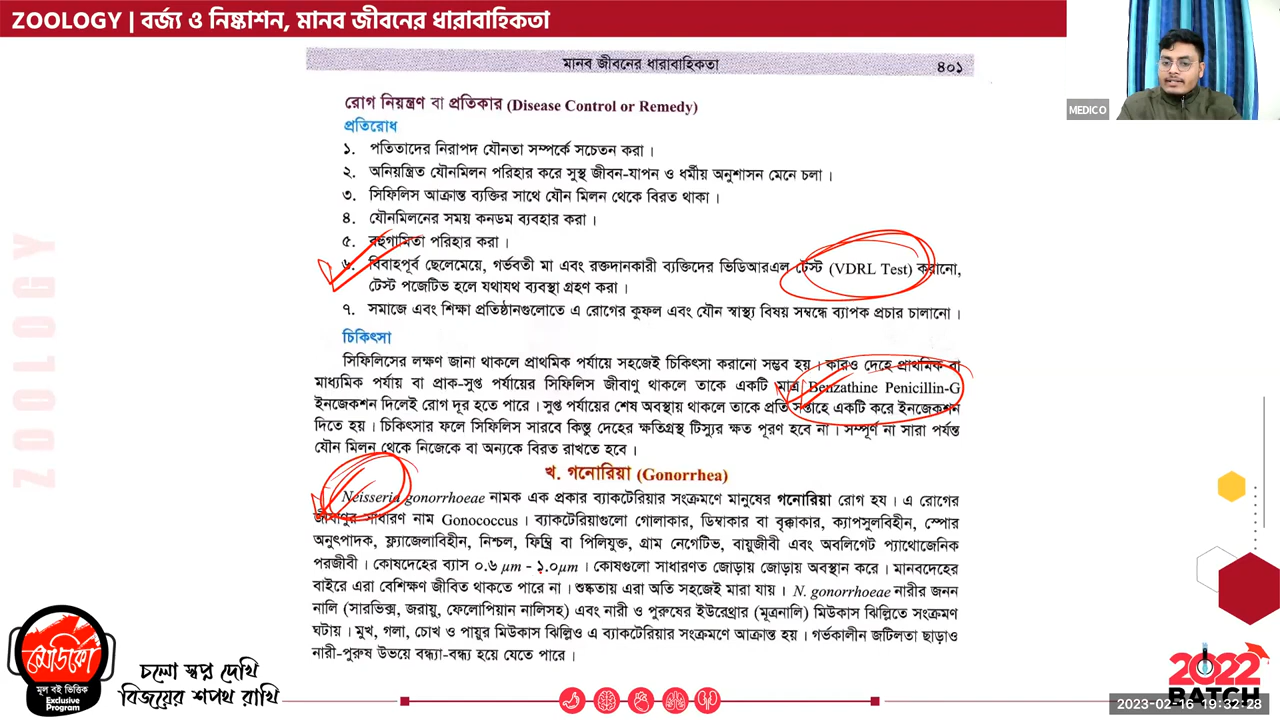 ZOOLOGY | বর্জ্য ও নিষ্কাশন, মানব জীবনের ধারাবাহিকতা
MEDICO
মানব জীবনের ধারাবাহিকতা ৪০১
রোগ নিয়ন্ত্রণ বা প্রতিকার (Disease Control or Remedy)
প্রতিরোধ
১. পতিতাদের নিরাপদ যৌনতা সম্পর্কে সচেতন করা।
২. অনিয়ন্ত্রিত যৌনমিলন পরিহার করে সুস্থ জীবন-যাপন ও ধর্মীয় অনুশাসন মেনে চলা।
৩. সিফিলিস আক্রান্ত ব্যক্তির সাথে যৌন মিলন থেকে বিরত থাকা।
৪. যৌনমিলনের সময় কনডম ব্যবহার করা।
৫. বহুগামিতা পরিহার করা।
৬. বিবাহপূর্ব ছেলেমেয়ে, গর্ভবতী মা এবং রক্তদানকারী ব্যক্তিদের ভিডিআরএল টেস্ট (VDRL Test) করানো,
টেস্ট পজেটিভ হলে যথাযথ ব্যবস্থা গ্রহণ করা।
৭. সমাজে এবং শিক্ষা প্রতিষ্ঠানগুলোতে এ রোগের কুফল এবং যৌন স্বাস্থ্য বিষয় সম্বন্ধে ব্যাপক প্রচার চালানো।
চিকিৎসা
সিফিলিসের লক্ষণ জানা থাকলে প্রাথমিক পর্যায়ে সহজেই চিকিৎসা করানো সম্ভব হয়। কারও দেহে প্রাথমিক বা
মাধ্যমিক পর্যায় বা প্রাক-সুপ্ত পর্যায়ের সিফিলিস জীবাণু থাকলে তাকে একটি মাত্র Benzathine Penicillin-G
ইনজেকশন দিলেই রোগ দূর হতে পারে। সুপ্ত পর্যায়ের শেষ অবস্থায় থাকলে তাকে প্রতি সপ্তাহে একটি করে ইনজেকশন
দিতে হয়। চিকিৎসার ফলে সিফিলিস সারবে কিন্তু দেহের ক্ষতিগ্রস্থ টিস্যুর ক্ষত পূরণ হবে না। সম্পূর্ণ না সারা পর্যন্ত
যৌন মিলন থেকে নিজেকে বা অন্যকে বিরত রাখতে হবে।
খ. গনোরিয়া (Gonorrhea)
Neisseria gonorrhoeae নামক এক প্রকার ব্যাকটেরিয়ার সংক্রমণে মানুষের গনোরিয়া রোগ হয। এ রোগের
জীবাণুর সাধারণ নাম Gonococcus। ব্যাকটেরিয়াগুলো গোলাকার, ডিম্বাকার বা বৃক্কাকার, ক্যাপসুলবিহীন, স্পোর
অনুৎপাদক, ফ্ল্যাজেলাবিহীন, নিশ্চল, ফিম্ব্রি বা পিলিযুক্ত, গ্রাম নেগেটিভ, বায়ুজীবী এবং অবলিগেট প্যাথোজেনিক
পরজীবী। কোষদেহের ব্যাস ০.৬ μm - ১.০μm। কোষগুলো সাধারণত জোড়ায় জোড়ায় অবস্থান করে। মানবদেহের
বাইরে এরা বেশিক্ষণ জীবিত থাকতে পারে না। শুষ্কতায় এরা অতি সহজেই মারা যায়। N. gonorrhoeae নারীর জনন
নালি (সারভিক্স, জরায়ু, ফেলোপিয়ান নালিসহ) এবং নারী ও পুরুষের ইউরেথ্রার (মূত্রনালি) মিউকাস ঝিল্লিতে সংক্রমণ
ঘটায়। মুখ, গলা, চোখ ও পায়ুর মিউকাস ঝিল্লিও এ ব্যাকটেরিয়ার সংক্রমণে আক্রান্ত হয়। গর্ভকালীন জটিলতা ছাড়াও
নারী-পুরুষ উভয়ে বন্ধ্যা-বন্ধ্য হয়ে যেতে পারে।
ZOOLOGY
মেডিকো
মূল বই ভিত্তিক
Exclusive
Program
চলো স্বপ্ন দেখি
বিজয়ের শপথ রাখি
2022
BATCH
2023-02-16 19:32:28